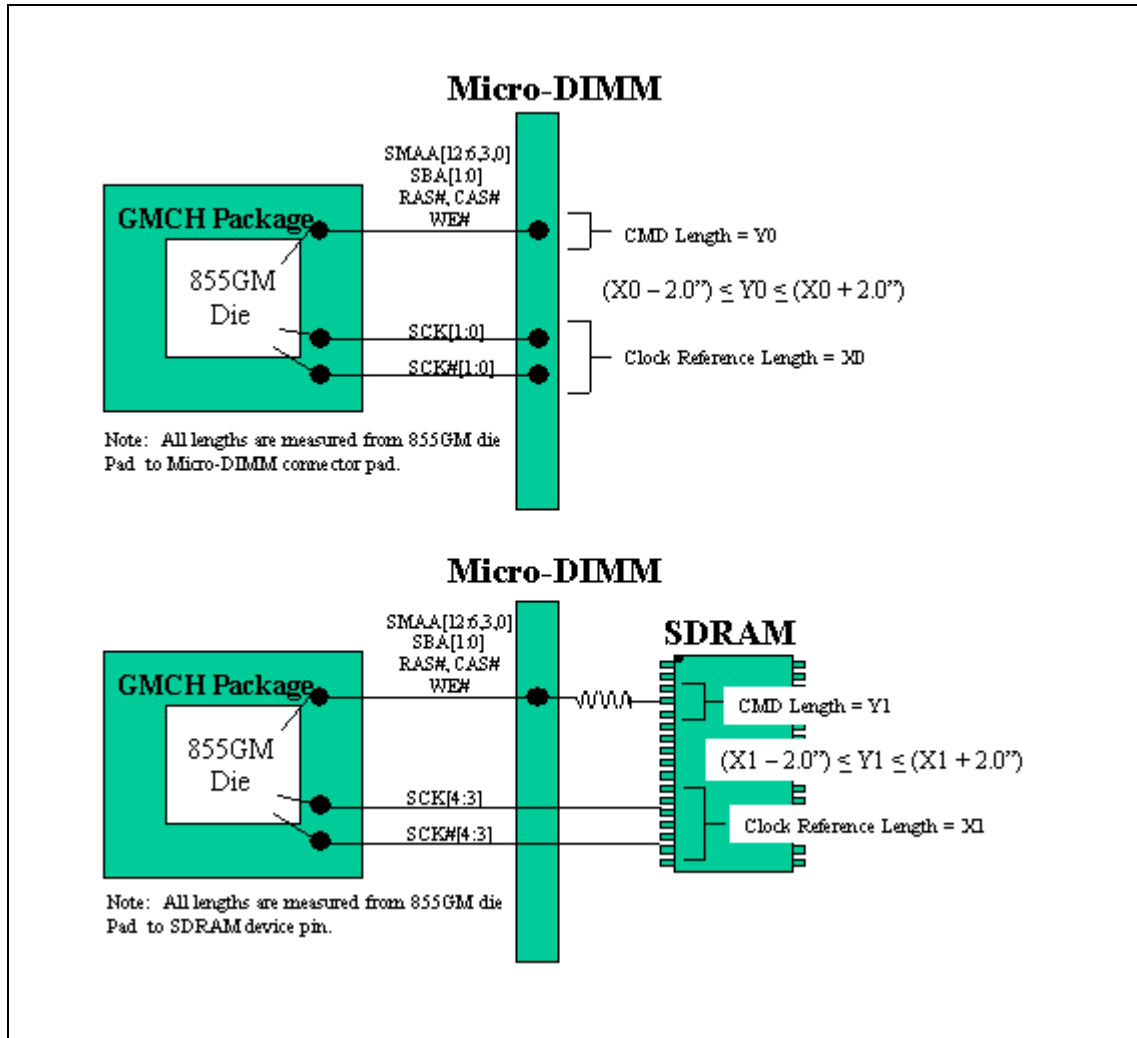 Micro-DIMM
SMAA[12:6,3,0]
SBA[1:0]
RAS#, CAS#
WE#
GMCH Package
855GM
Die
CMD Length = Y0
(X0 – 2.0”) ≤ Y0 ≤ (X0 + 2.0”)
SCK[1:0]
SCK#[1:0]
Clock Reference Length = X0
Note: All lengths are measured from 855GM die
Pad to Micro-DIMM connector pad.
Micro-DIMM
SMAA[12:6,3,0]
SBA[1:0]
RAS#, CAS#
WE#
SDRAM
GMCH Package
855GM
Die
CMD Length = Y1
(X1 – 2.0”) ≤ Y1 ≤ (X1 + 2.0”)
SCK[4:3]
SCK#[4:3]
Clock Reference Length = X1
Note: All lengths are measured from 855GM die
Pad to SDRAM device pin.